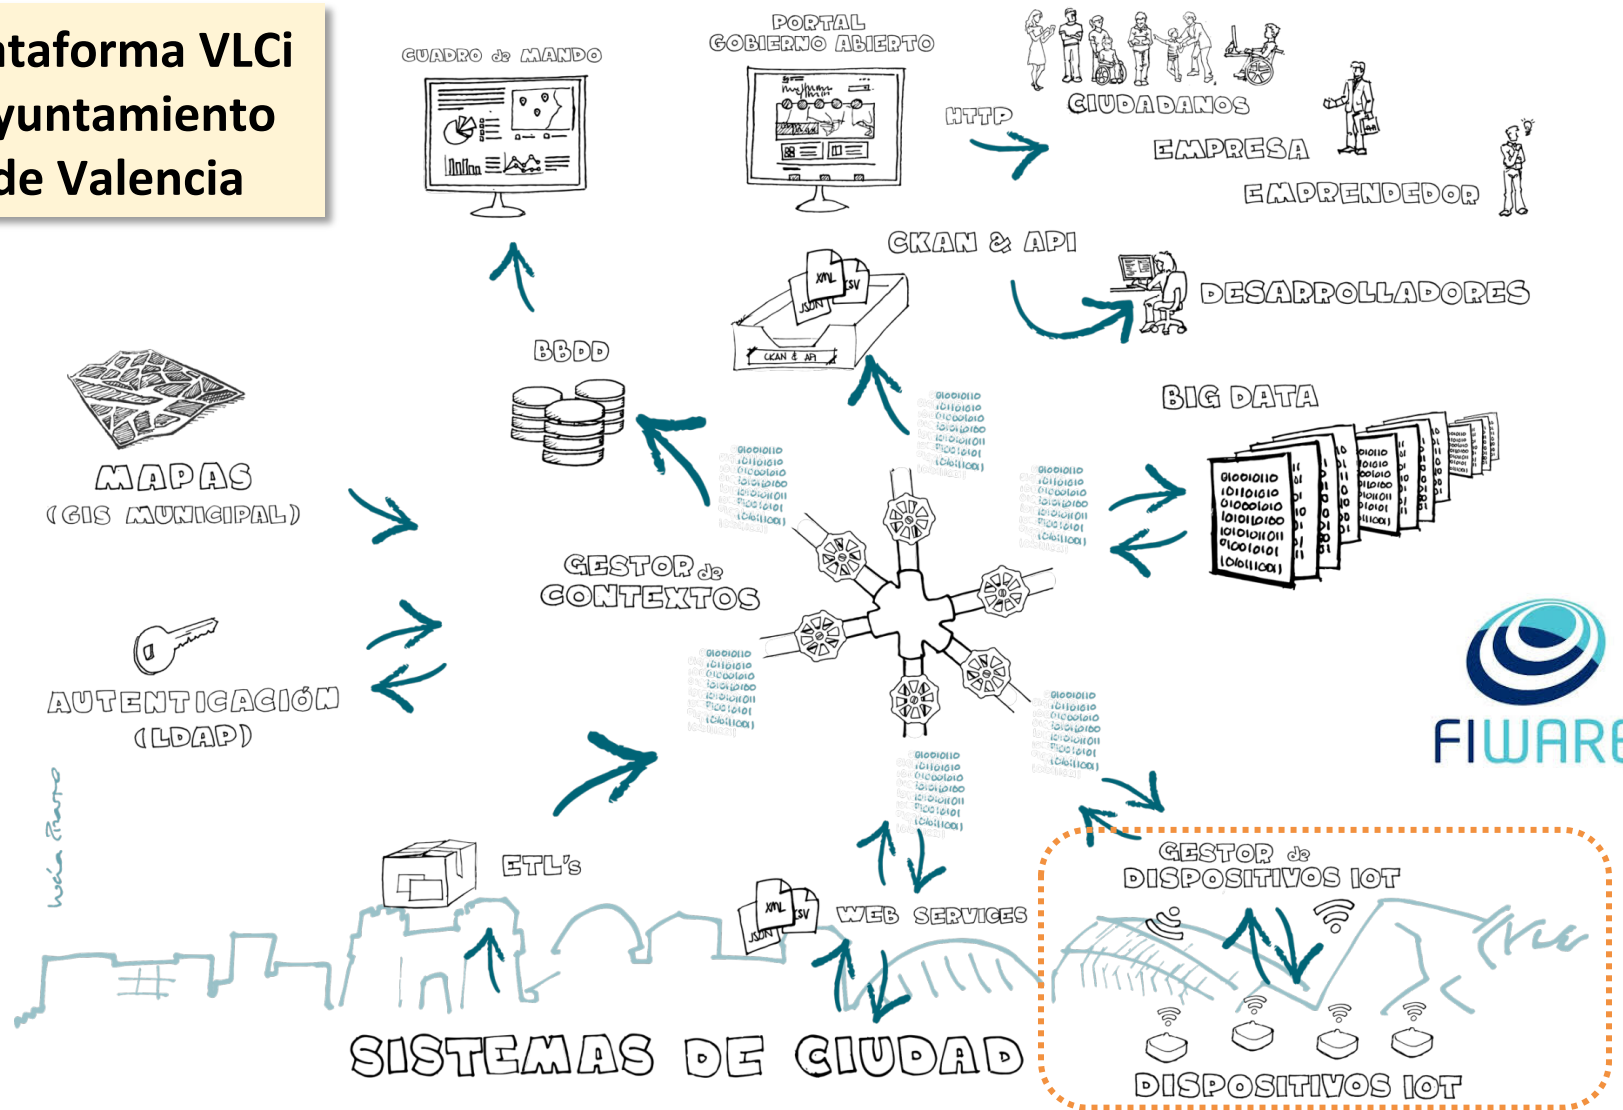 ataforma VLCi
yuntamiento
de Valencia
CUADRO de MANDO
PORTAL
GOBIERNO ABIERTO
HTTP
CIUDADANOS
EMPRESA
EMPRENDEDOR
CKAN & API
XML
CSV
JSON
CKAN & API
DESARROLLADORES
BBDD
BIG DATA
MAPAS
(GIS MUNICIPAL)
GESTOR de
CONTEXTOS
AUTENTICACIÓN
(LDAP)
FIWARE
ETL's
XML
CSV
JSON
WEB SERVICES
GESTOR de
DISPOSITIVOS IOT
SISTEMAS DE CIUDAD
DISPOSITIVOS IOT